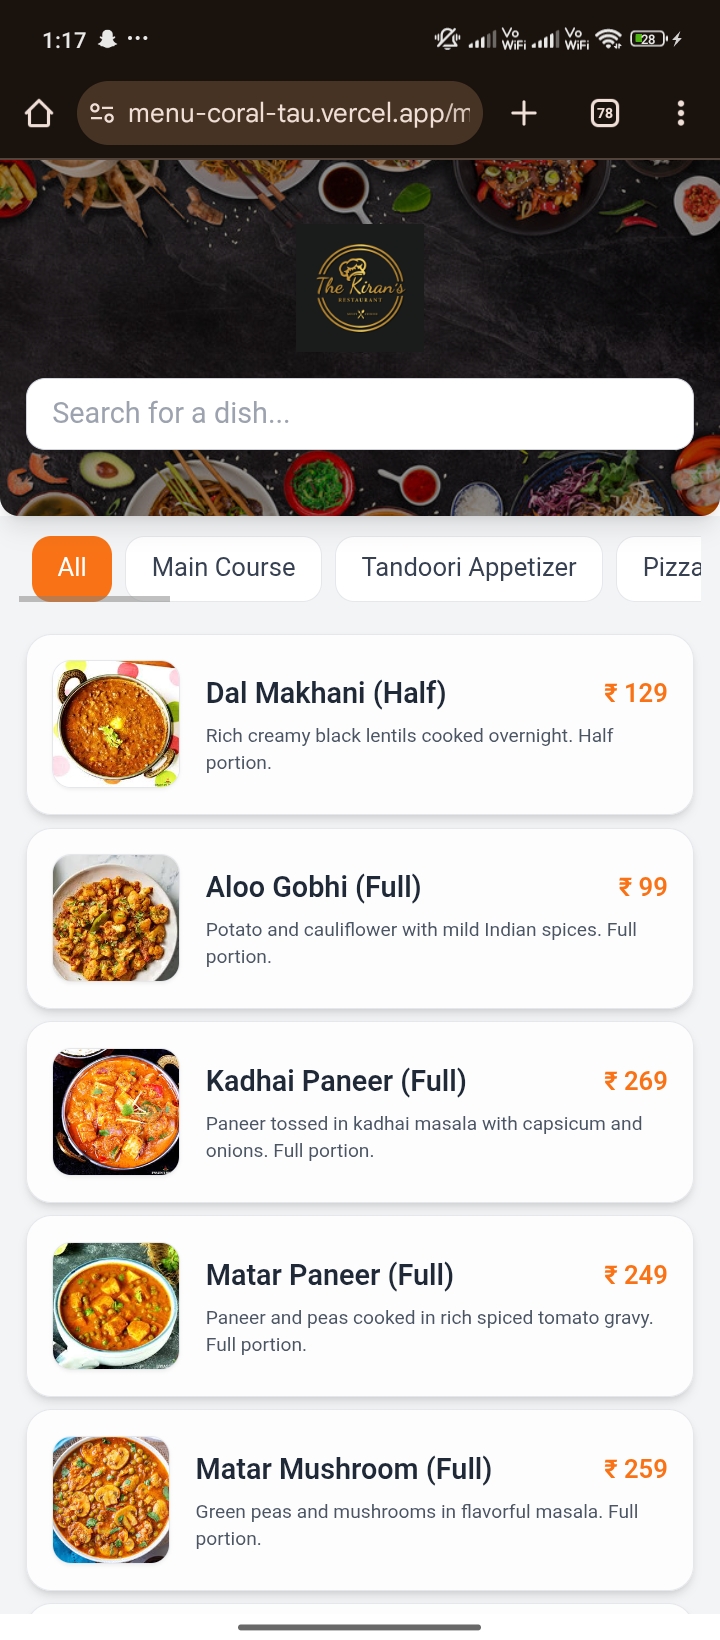 1:17
Vo WiFi
Vo WiFi
28
menu-coral-tau.vercel.app/m
78
The Kiran's
RESTAURANT
Search for a dish...
All
Main Course
Tandoori Appetizer
Pizza
Dal Makhani (Half)
₹ 129
Rich creamy black lentils cooked overnight. Half
portion.
Aloo Gobhi (Full)
₹ 99
Potato and cauliflower with mild Indian spices. Full
portion.
Kadhai Paneer (Full)
₹ 269
Paneer tossed in kadhai masala with capsicum and
onions. Full portion.
Matar Paneer (Full)
₹ 249
Paneer and peas cooked in rich spiced tomato gravy.
Full portion.
Matar Mushroom (Full)
₹ 259
Green peas and mushrooms in flavorful masala. Full
portion.